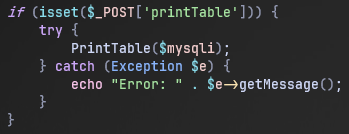 if (isset($_POST['printTable'])) {
    try {
        PrintTable($mysqli);
    } catch (Exception $e) {
        echo "Error: " . $e->getMessage();
    }
}